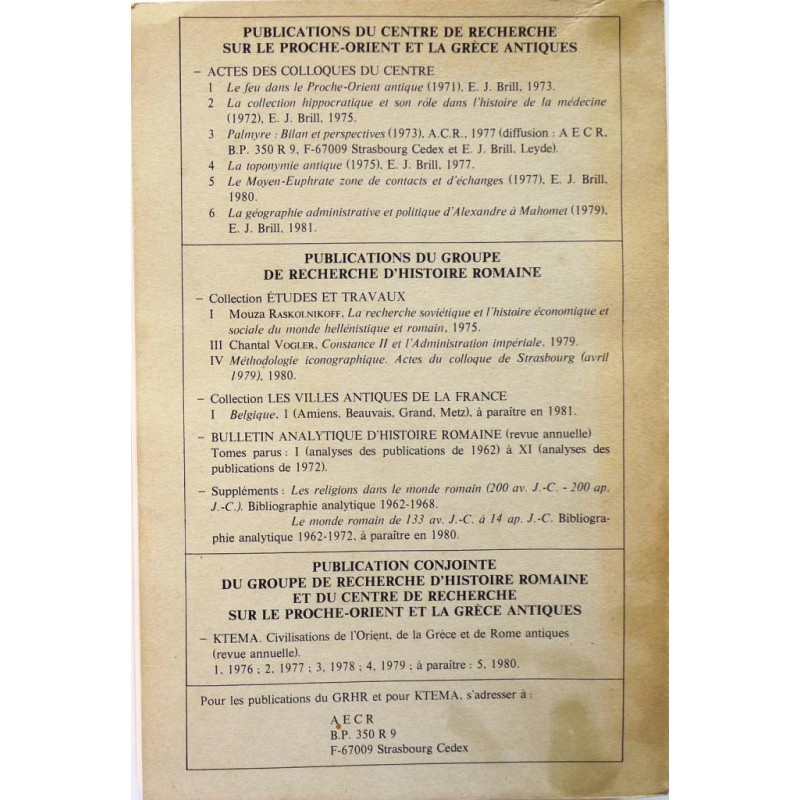 PUBLICATIONS DU CENTRE DE RECHERCHE
SUR LE PROCHE-ORIENT ET LA GRÈCE ANTIQUES
– ACTES DES COLLOQUES DU CENTRE
1 Le feu dans le Proche-Orient antique (1971), E. J. Brill, 1973.
2 La collection hippocratique et son rôle dans l'histoire de la médecine
(1972), E. J. Brill, 1975.
3 Palmyre : Bilan et perspectives (1973), A.C.R., 1977 (diffusion : A E C R,
B.P. 350 R 9, F-67009 Strasbourg Cedex et E. J. Brill, Leyde).
4 La toponymie antique (1975), E. J. Brill, 1977.
5 Le Moyen-Euphrate zone de contacts et d'échanges (1977), E. J. Brill,
1980.
6 La géographie administrative et politique d'Alexandre à Mahomet (1979),
E. J. Brill, 1981.
PUBLICATIONS DU GROUPE
DE RECHERCHE D'HISTOIRE ROMAINE
– Collection ÉTUDES ET TRAVAUX
I Mouza RASKOLNIKOFF, La recherche soviétique et l'histoire économique et
sociale du monde hellénistique et romain, 1975.
III Chantal VOGLER, Constance II et l'Administration impériale, 1979.
IV Méthodologie iconographique. Actes du colloque de Strasbourg (avril
1979), 1980.
– Collection LES VILLES ANTIQUES DE LA FRANCE
I Belgique, 1 (Amiens, Beauvais, Grand, Metz), à paraître en 1981.
– BULLETIN ANALYTIQUE D'HISTOIRE ROMAINE (revue annuelle)
Tomes parus : I (analyses des publications de 1962) à XI (analyses des
publications de 1972).
– Suppléments : Les religions dans le monde romain (200 av. J.-C. - 200 ap.
J.-C.). Bibliographie analytique 1962-1968.
Le monde romain de 133 av. J.-C. à 14 ap. J.-C. Bibliogra-
phie analytique 1962-1972, à paraître en 1980.
PUBLICATION CONJOINTE
DU GROUPE DE RECHERCHE D'HISTOIRE ROMAINE
ET DU CENTRE DE RECHERCHE
SUR LE PROCHE-ORIENT ET LA GRÈCE ANTIQUES
– KTEMA. Civilisations de l'Orient, de la Grèce et de Rome antiques
(revue annuelle).
1, 1976 ; 2, 1977 ; 3, 1978 ; 4, 1979 ; à paraître : 5, 1980.
Pour les publications du GRHR et pour KTEMA, s'adresser à :
A E C R
B.P. 350 R 9
F-67009 Strasbourg Cedex